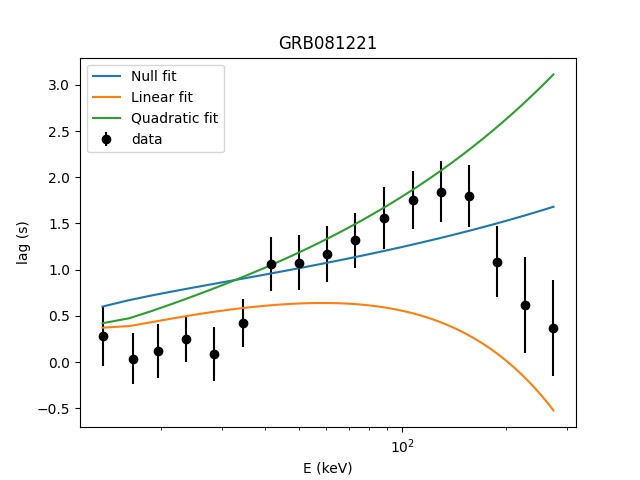 GRB081221
Null fit
Linear fit
Quadratic fit
data
lag (s)
3.0
2.5
2.0
1.5
1.0
0.5
0.0
−0.5
10²
E (keV)